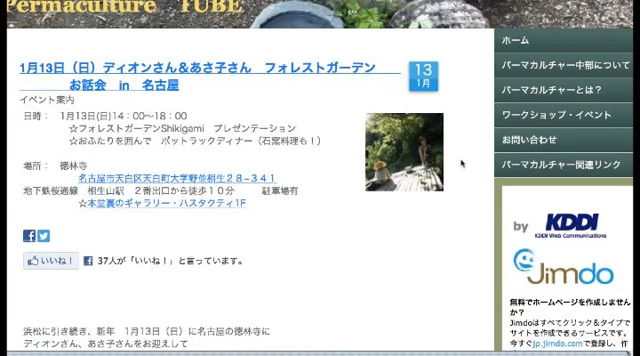 Permaculture TUBE
1月13日（日）ディオンさん＆あさ子さん　フォレストガーデン
お話会　in　名古屋
13
1月
イベント案内
日時：　1月13日(日)14：00〜18：00
☆フォレストガーデンShikigami　プレゼンテーション
☆おふたりを囲んで　ポットラックディナー（石窯料理も！）
場所：　徳林寺
名古屋市天白区天白町大字野並相生２８−３４１
地下鉄桜通線　相生山駅　２番出口から徒歩１０分　　駐車場有
☆本堂裏のギャラリー・ハスタクティ1F
いいね！
37人が「いいね！」と言っています。
浜松に引き続き、新年　1月13日（日）に名古屋の徳林寺に
ディオンさん、あさ子さんをお迎えして
ホーム
パーマカルチャー中部について
パーマカルチャーとは？
ワークショップ・イベント
お問い合わせ
パーマカルチャー関連リンク
by KDDI
KDDI Web Communications
Jimdo
無料でホームページを作成しません
か？
Jimdoはすべてクリック＆タイプで
サイトを作成できるサービスです。
今すぐjp.jimdo.comで登録し、作